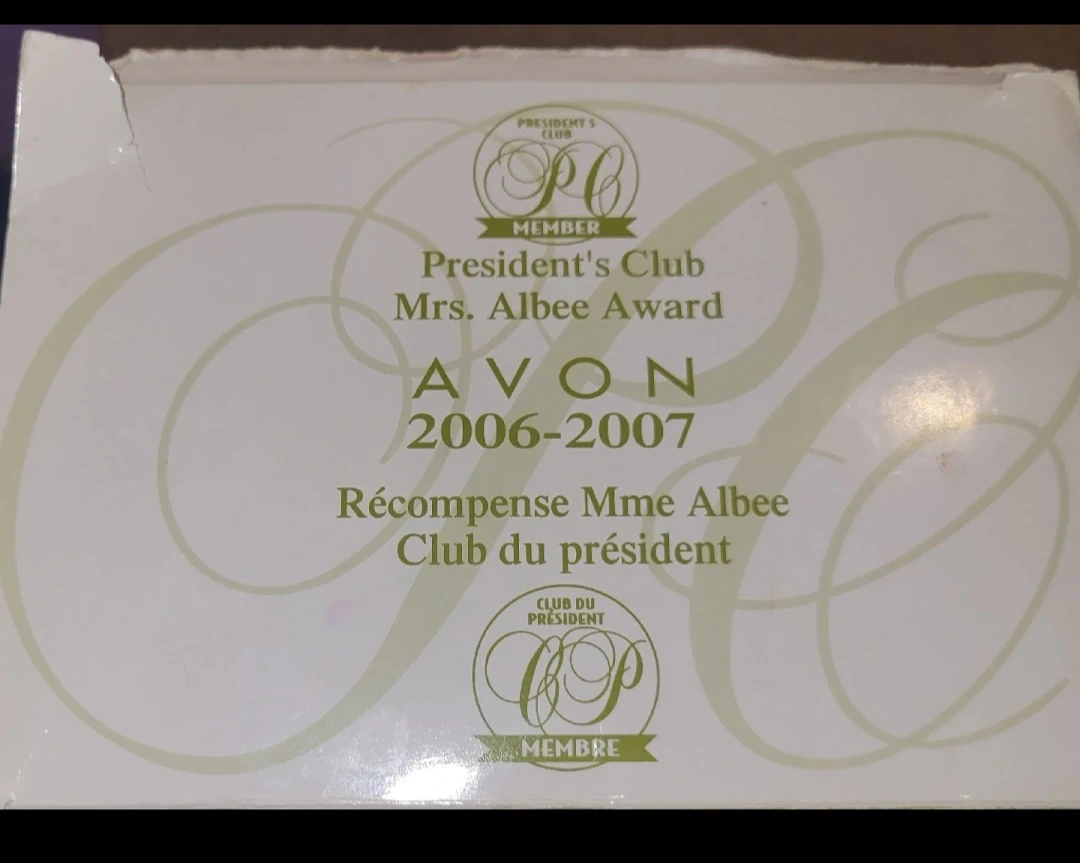 PRESIDENT'S
CLUB
PC
MEMBER
President's Club
Mrs. Albee Award
AVON
2006-2007
Récompense Mme Albee
Club du président
CLUB DU
PRÉSIDENT
CP
MEMBRE